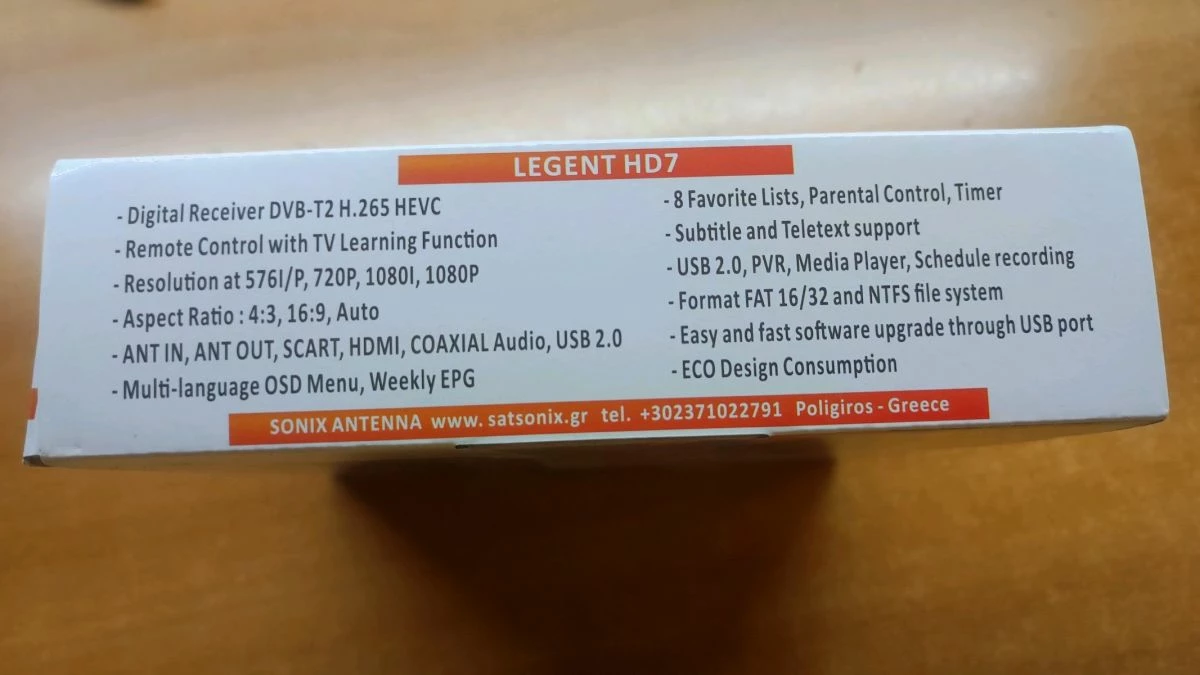 LEGENT HD7
- Digital Receiver DVB-T2 H.265 HEVC
- Remote Control with TV Learning Function
- Resolution at 576I/P, 720P, 1080I, 1080P
- Aspect Ratio : 4:3, 16:9, Auto
- ANT IN, ANT OUT, SCART, HDMI, COAXIAL Audio, USB 2.0
- Multi-language OSD Menu, Weekly EPG
- 8 Favorite Lists, Parental Control, Timer
- Subtitle and Teletext support
- USB 2.0, PVR, Media Player, Schedule recording
- Format FAT 16/32 and NTFS file system
- Easy and fast software upgrade through USB port
- ECO Design Consumption
SONIX ANTENNA www. satsonix.gr tel. +302371022791 Poligiros - Greece